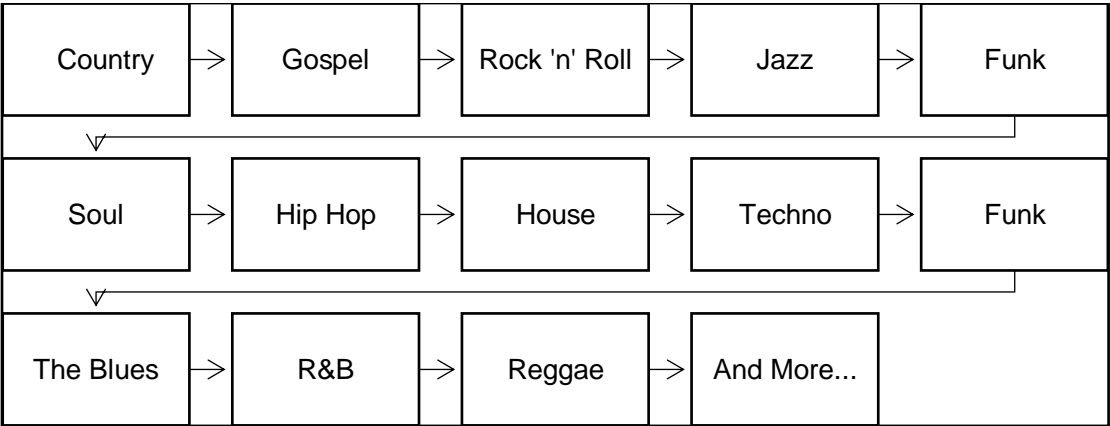 Country
Gospel
Rock 'n' Roll
Jazz
Funk
Soul
Hip Hop
House
Techno
Funk
The Blues
R&B
Reggae
And More...